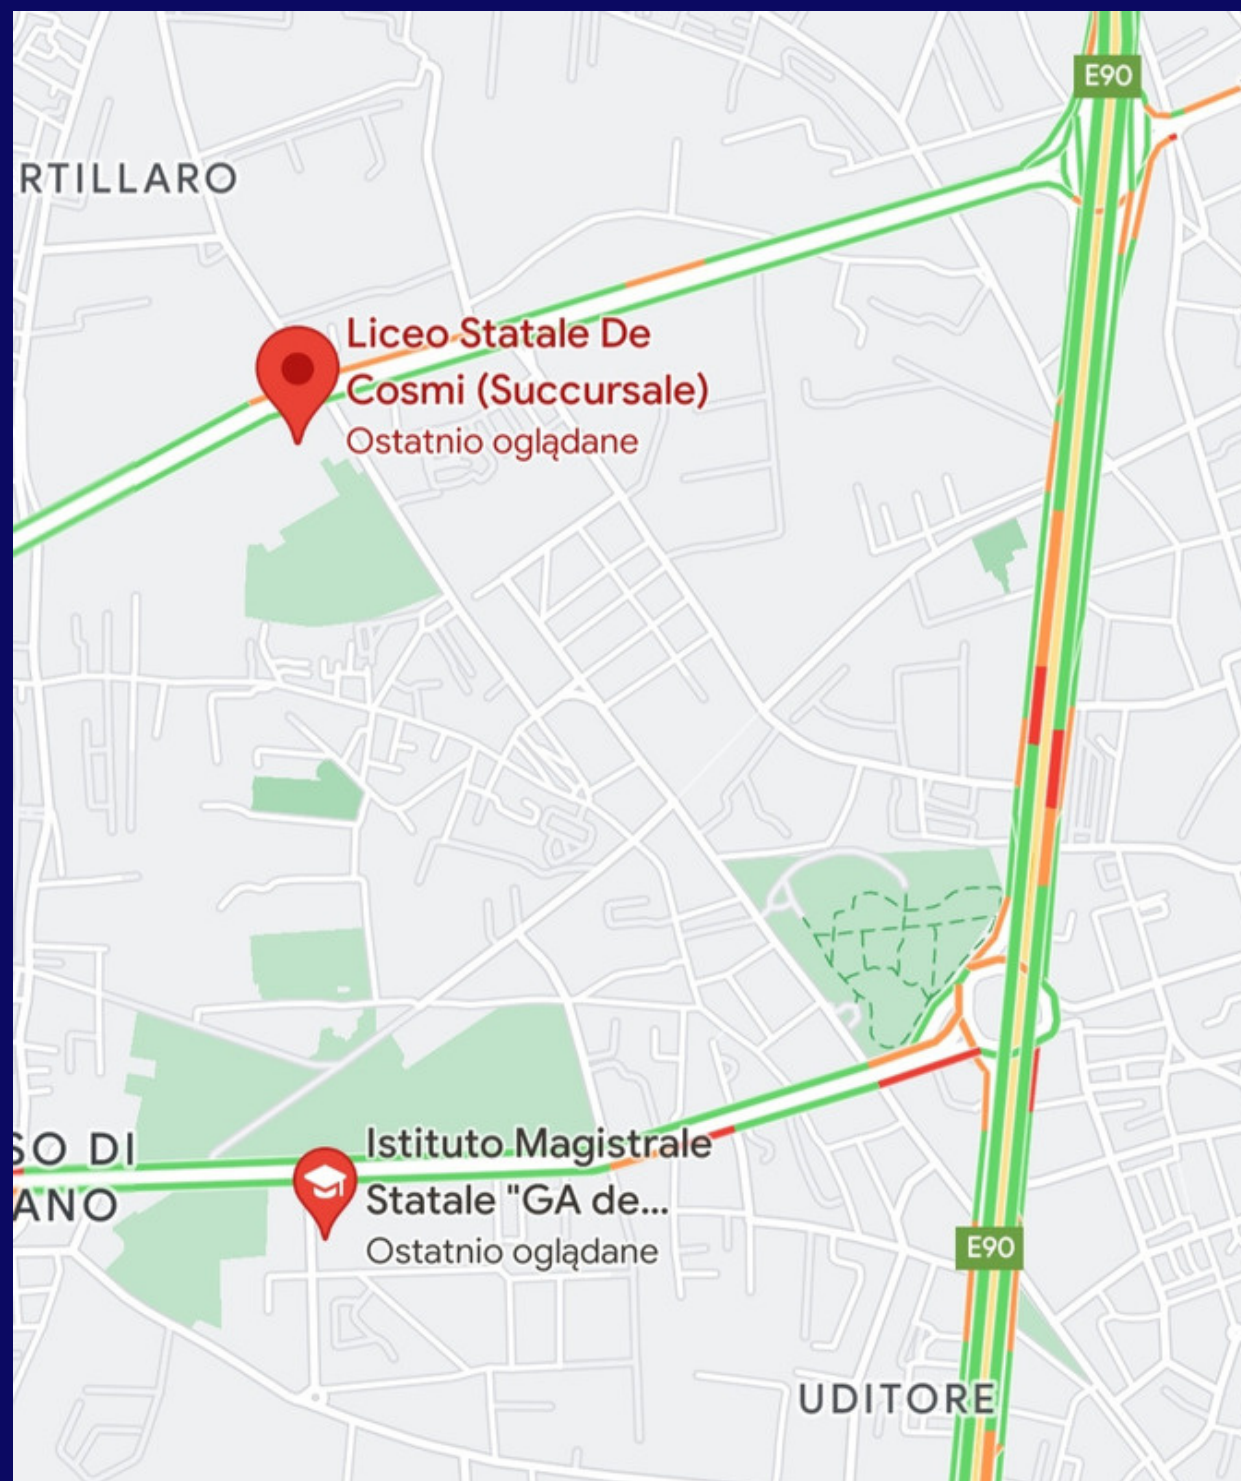 E90
RTILLARO
Liceo Statale De
Cosmi (Succursale)
Ostatnio oglądane
SO DI
ANO
Istituto Magistrale
Statale "GA de...
Ostatnio oglądane
E90
UDITORE